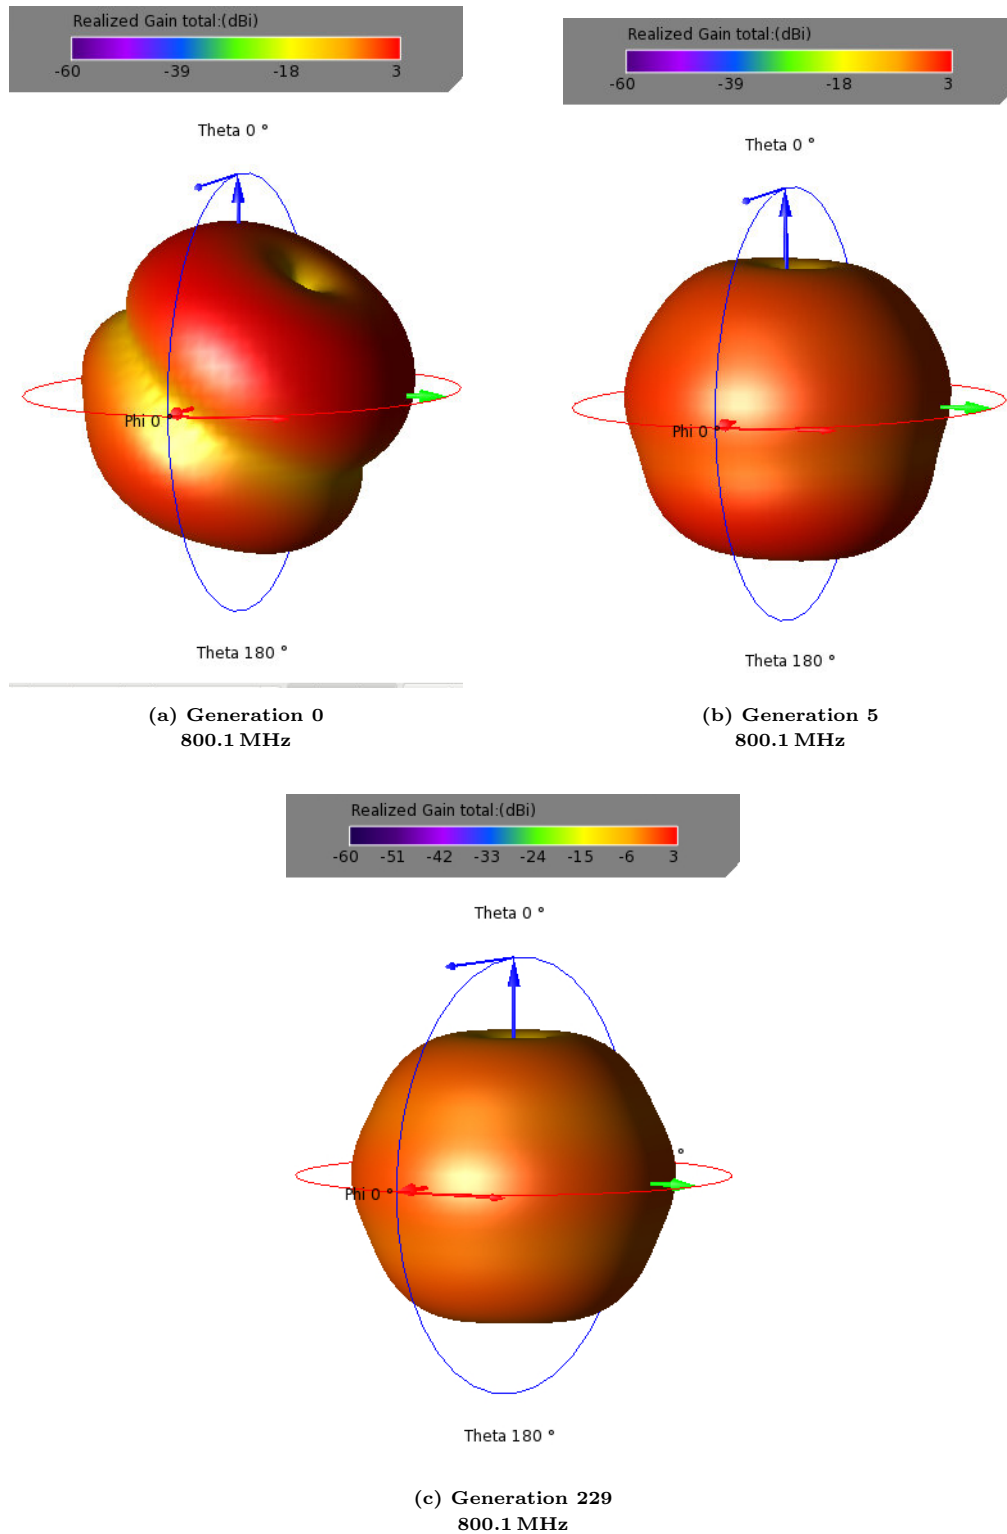 Realized Gain total:(dBi)
-60 -39 -18 3
Theta 0 °
Phi 0
Theta 180 °
(a) Generation 0
800.1 MHz
Realized Gain total:(dBi)
-60 -39 -18 3
Theta 0 °
Phi 0
Theta 180 °
(b) Generation 5
800.1 MHz
Realized Gain total:(dBi)
-60 -51 -42 -33 -24 -15 -6 3
Theta 0 °
°
Phi 0 °
Theta 180 °
(c) Generation 229
800.1 MHz